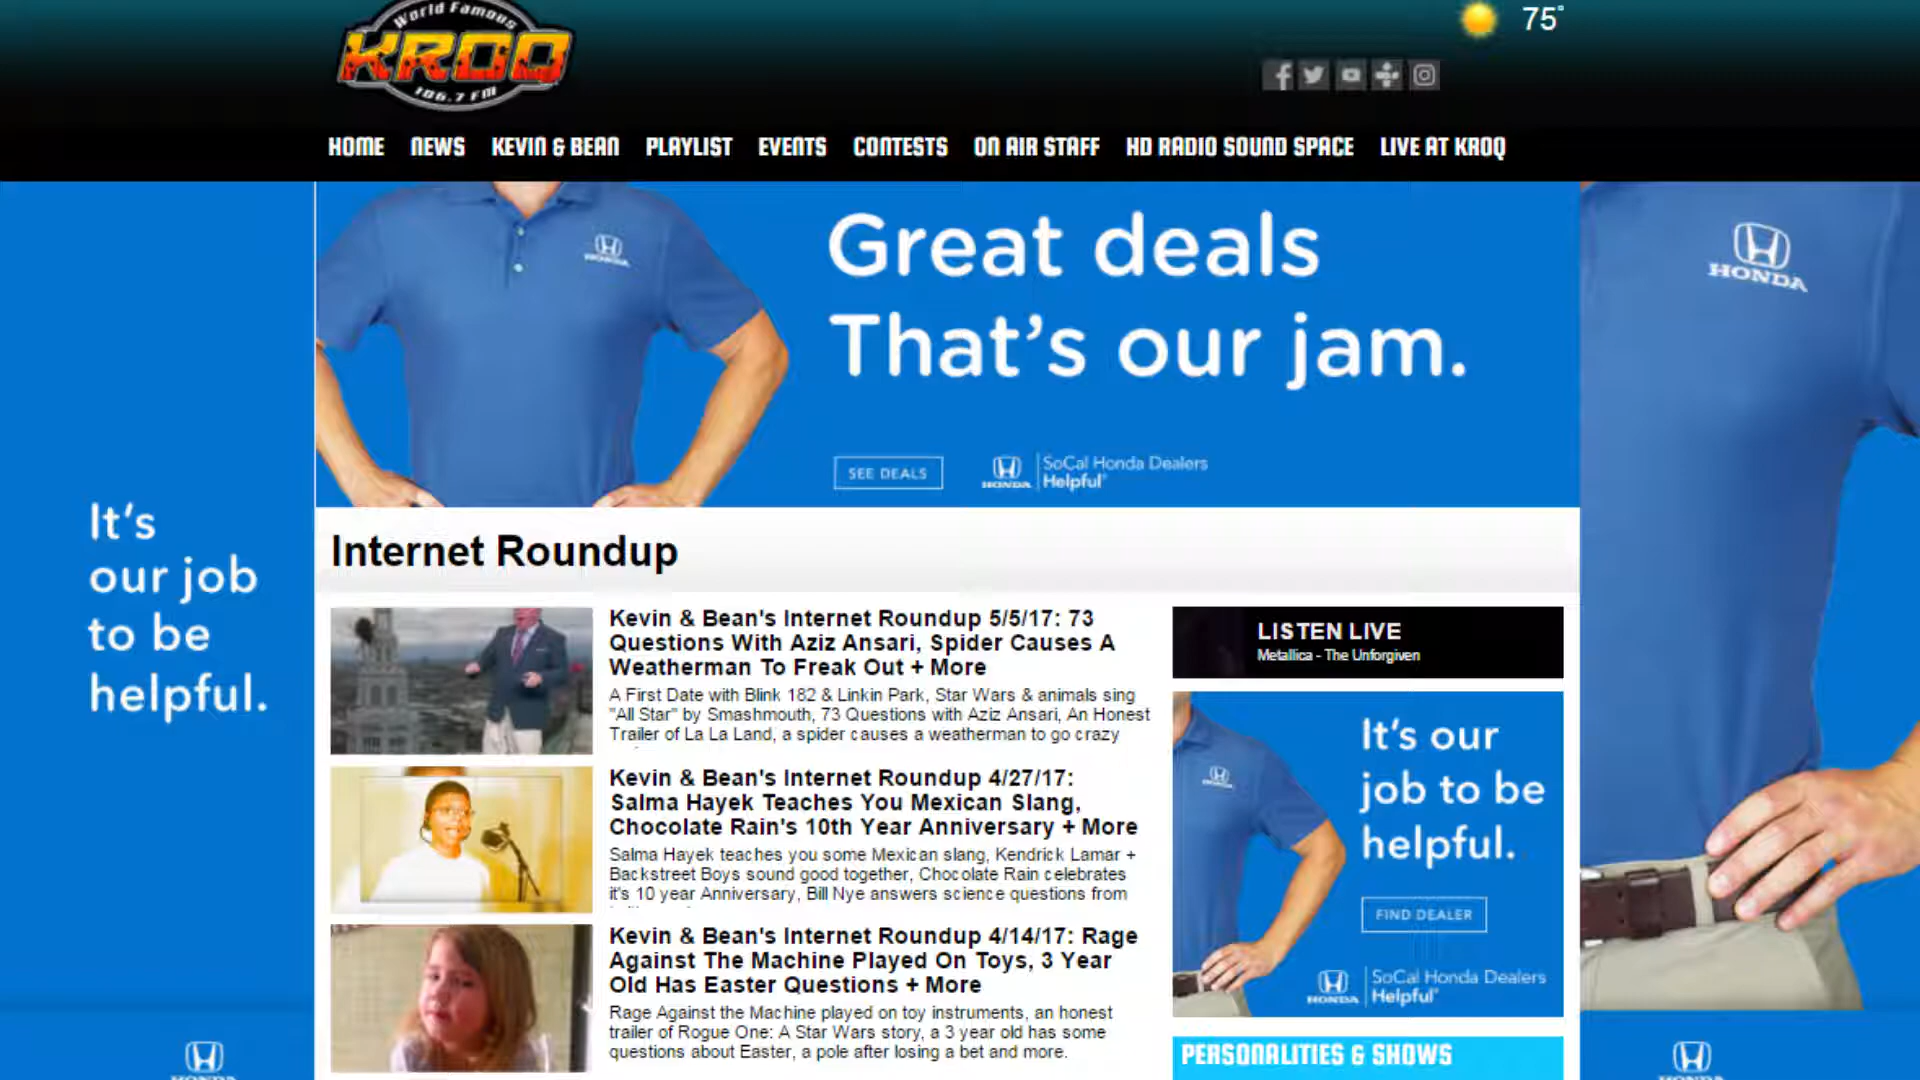 World Famous
KROQ
106.7 FM
75°
HOME NEWS KEVIN & BEAN PLAYLIST EVENTS CONTESTS ON AIR STAFF HD RADIO SOUND SPACE LIVE AT KROQ
HONDA
Great deals
That's our jam.
SEE DEALS
HONDA
SoCal Honda Dealers
Helpful®
HONDA
It's
our job
to be
helpful.
HONDA
Internet Roundup
Kevin & Bean's Internet Roundup 5/5/17: 73
Questions With Aziz Ansari, Spider Causes A
Weatherman To Freak Out + More
A First Date with Blink 182 & Linkin Park, Star Wars & animals sing
"All Star" by Smashmouth, 73 Questions with Aziz Ansari, An Honest
Trailer of La La Land, a spider causes a weatherman to go crazy
Kevin & Bean's Internet Roundup 4/27/17:
Salma Hayek Teaches You Mexican Slang,
Chocolate Rain's 10th Year Anniversary + More
Salma Hayek teaches you some Mexican slang, Kendrick Lamar +
Backstreet Boys sound good together, Chocolate Rain celebrates
it's 10 year Anniversary, Bill Nye answers science questions from
Kevin & Bean's Internet Roundup 4/14/17: Rage
Against The Machine Played On Toys, 3 Year
Old Has Easter Questions + More
Rage Against the Machine played on toy instruments, an honest
trailer of Rogue One: A Star Wars story, a 3 year old has some
questions about Easter, a pole after losing a bet and more.
LISTEN LIVE
Metallica - The Unforgiven
It's our
job to be
helpful.
FIND DEALER
HONDA
SoCal Honda Dealers
Helpful®
PERSONALITIES & SHOWS
HONDA